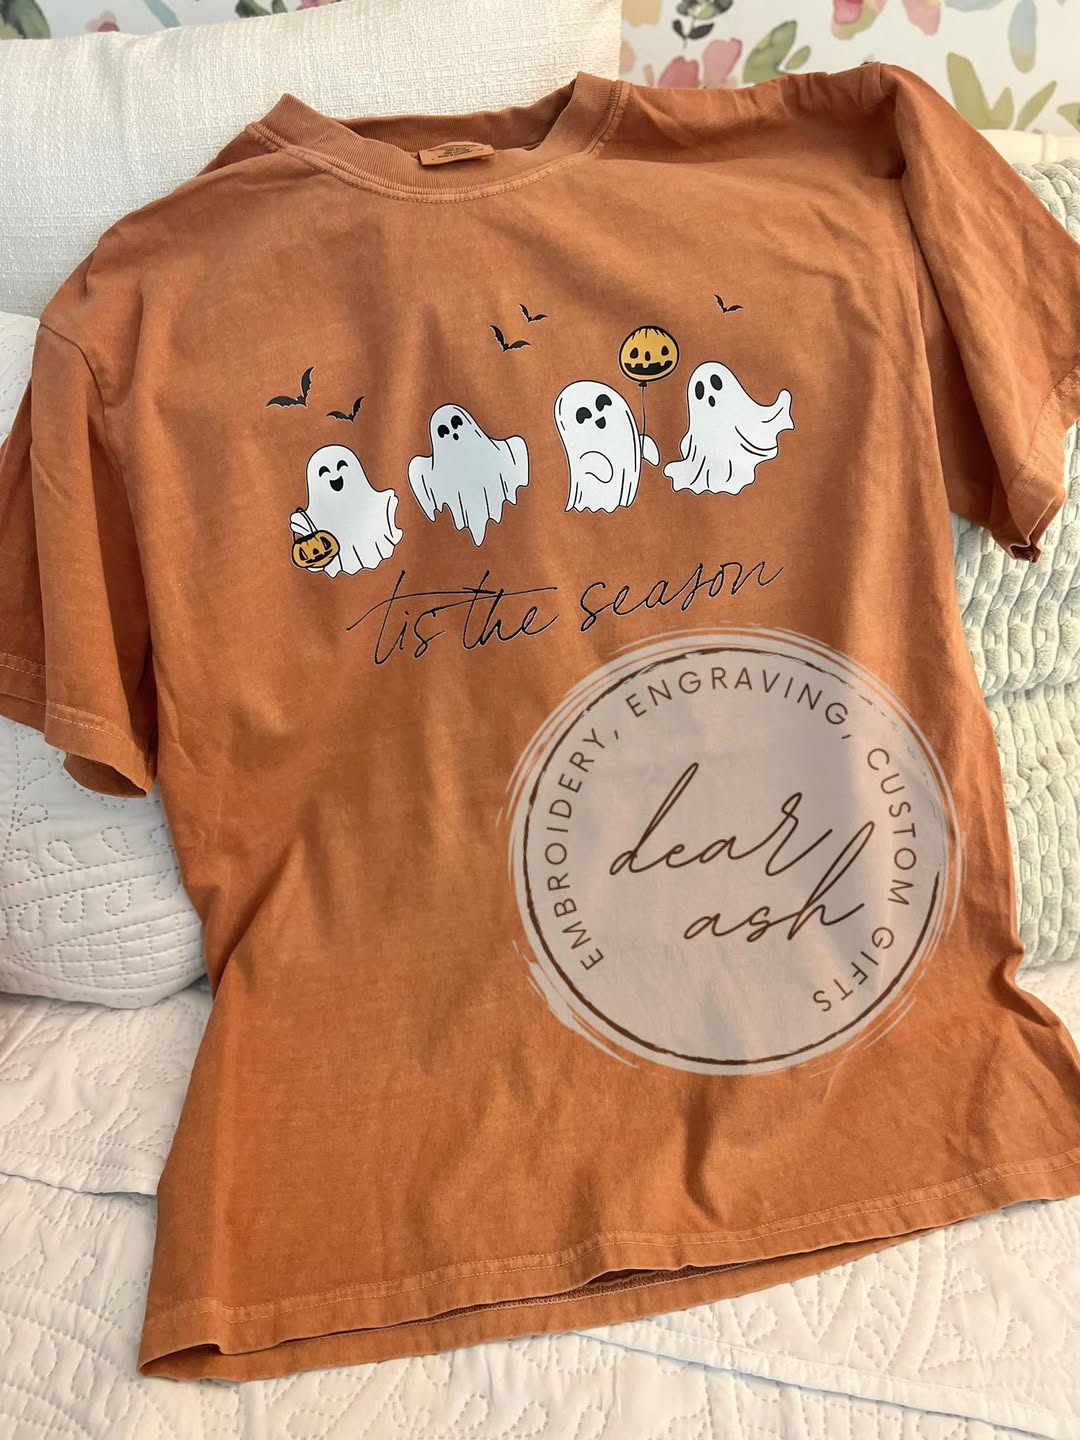 'tis the season
EMBROIDERY, ENGRAVING, CUSTOM GIFTS
dear
ash